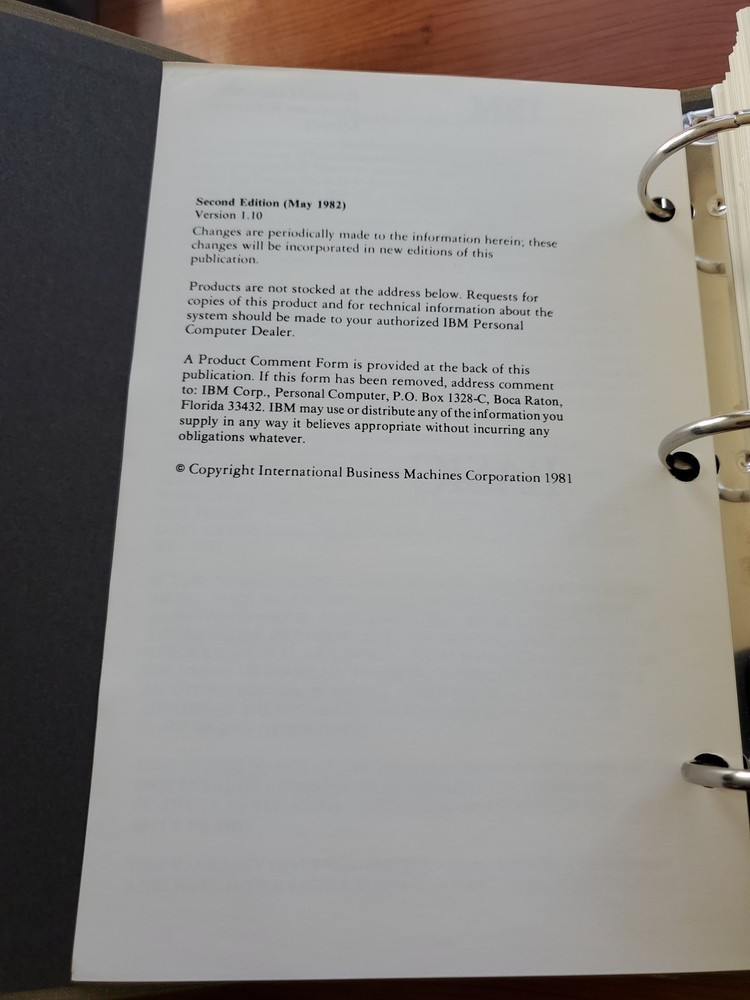 Second Edition (May 1982)
Version 1.10
Changes are periodically made to the information herein; these
changes will be incorporated in new editions of this
publication.
Products are not stocked at the address below. Requests for
copies of this product and for technical information about the
system should be made to your authorized IBM Personal
Computer Dealer.
A Product Comment Form is provided at the back of this
publication. If this form has been removed, address comment
to: IBM Corp., Personal Computer, P.O. Box 1328-C, Boca Raton,
Florida 33432. IBM may use or distribute any of the information you
supply in any way it believes appropriate without incurring any
obligations whatever.
© Copyright International Business Machines Corporation 1981